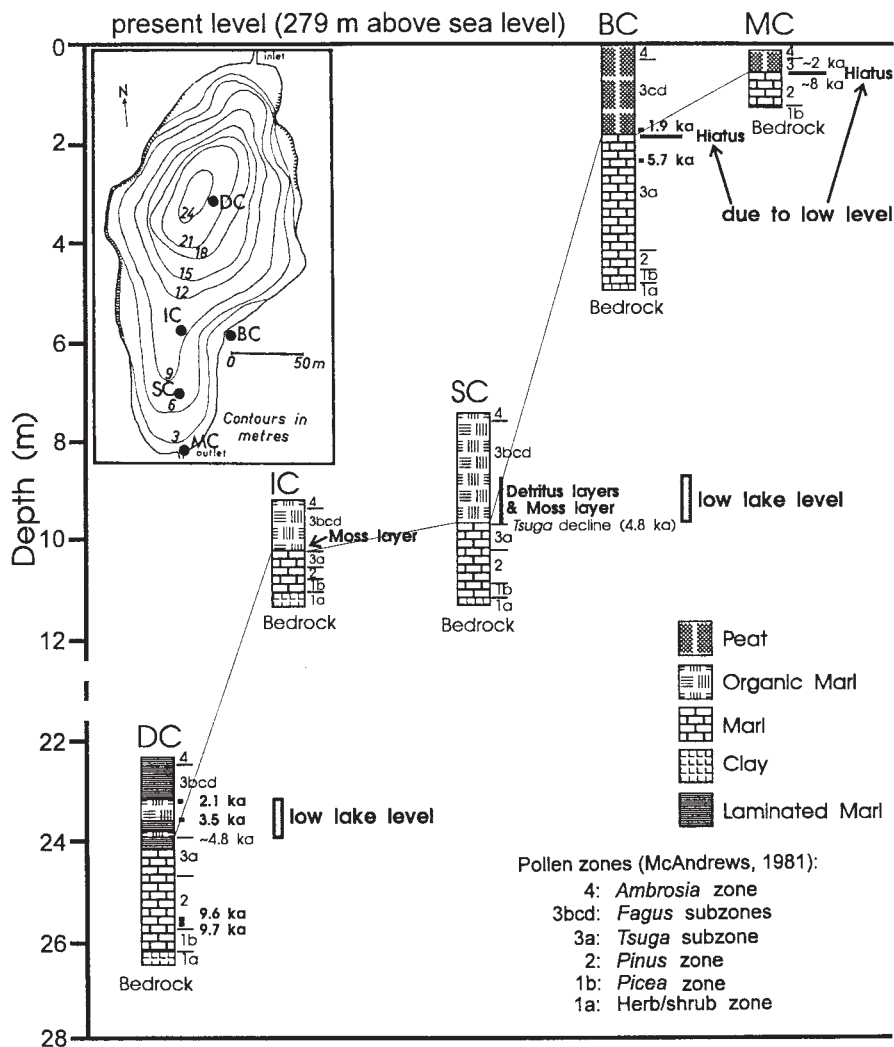 present level (279 m above sea level)
BC
MC
0
2
4
6
8
10
12
22
24
26
28
Depth (m)
inlet
N
DC
24
21
18
15
12
IC
BC
0 50 m
9
SC
6
3
Contours in
metres
MC
outlet
4
3cd
1.9 ka
Hiatus
5.7 ka
3a
2
1b
1a
Bedrock
4
3
~2 ka
Hiatus
~8 ka
2
1b
Bedrock
due to low level
SC
4
3bcd
Detritus layers
& Moss layer
Tsuga decline (4.8 ka)
3a
2
1b
1a
Bedrock
low lake level
IC
4
3bcd
Moss layer
3a
2
1b
1a
Bedrock
DC
4
3bcd
2.1 ka
3.5 ka
~4.8 ka
3a
2
9.6 ka
9.7 ka
1b
1a
Bedrock
low lake level
Peat
Organic Marl
Marl
Clay
Laminated Marl
Pollen zones (McAndrews, 1981):
4: Ambrosia zone
3bcd: Fagus subzones
3a: Tsuga subzone
2: Pinus zone
1b: Picea zone
1a: Herb/shrub zone